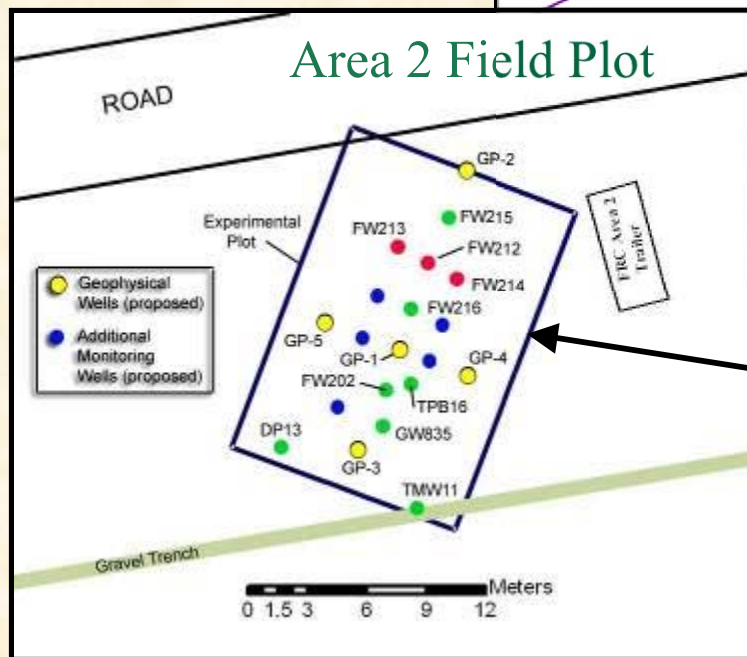 Area 2 Field Plot
ROAD
GP-2
FRC Area 2
Trailer
Experimental
Plot
FW215
FW213
FW212
FW214
Geophysical
Wells (proposed)
Additional
Monitoring
Wells (proposed)
FW216
GP-5
GP-1
GP-4
FW202
TPB16
GW835
DP13
GP-3
TMW11
Gravel Trench
Meters
0 1.5 3 6 9 12